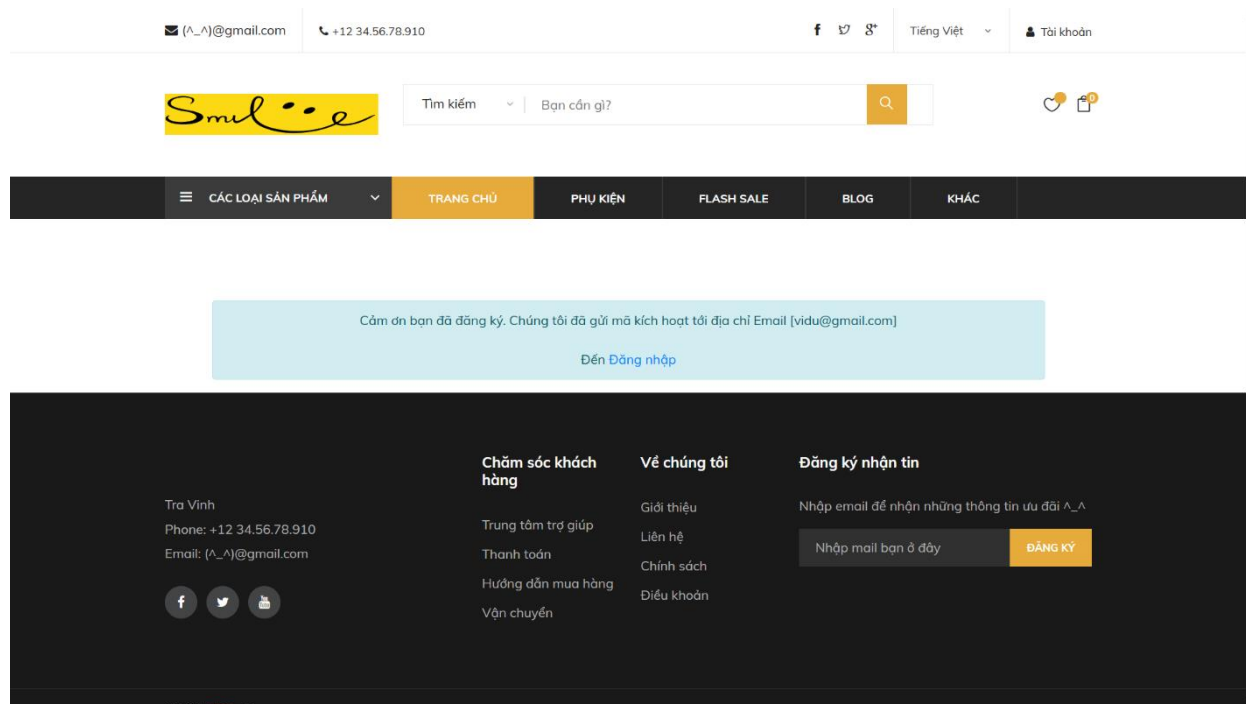 (^_^)@gmail.com
+12 34.56.78.910
Tiếng Việt
Tài khoản
Smile
Tìm kiếm
Bạn cần gì?
0
CÁC LOẠI SẢN PHẨM
TRANG CHỦ
PHỤ KIỆN
FLASH SALE
BLOG
KHÁC
Cảm ơn bạn đã đăng ký. Chúng tôi đã gửi mã kích hoạt tới địa chỉ Email [vidu@gmail.com]
Đến Đăng nhập
Tra Vinh
Phone: +12 34.56.78.910
Email: (^_^)@gmail.com
Chăm sóc khách
hàng
Trung tâm trợ giúp
Thanh toán
Hướng dẫn mua hàng
Vận chuyển
Về chúng tôi
Giới thiệu
Liên hệ
Chính sách
Điều khoản
Đăng ký nhận tin
Nhập email để nhận những thông tin ưu đãi ^_^
Nhập mail bạn ở đây
ĐĂNG KÝ